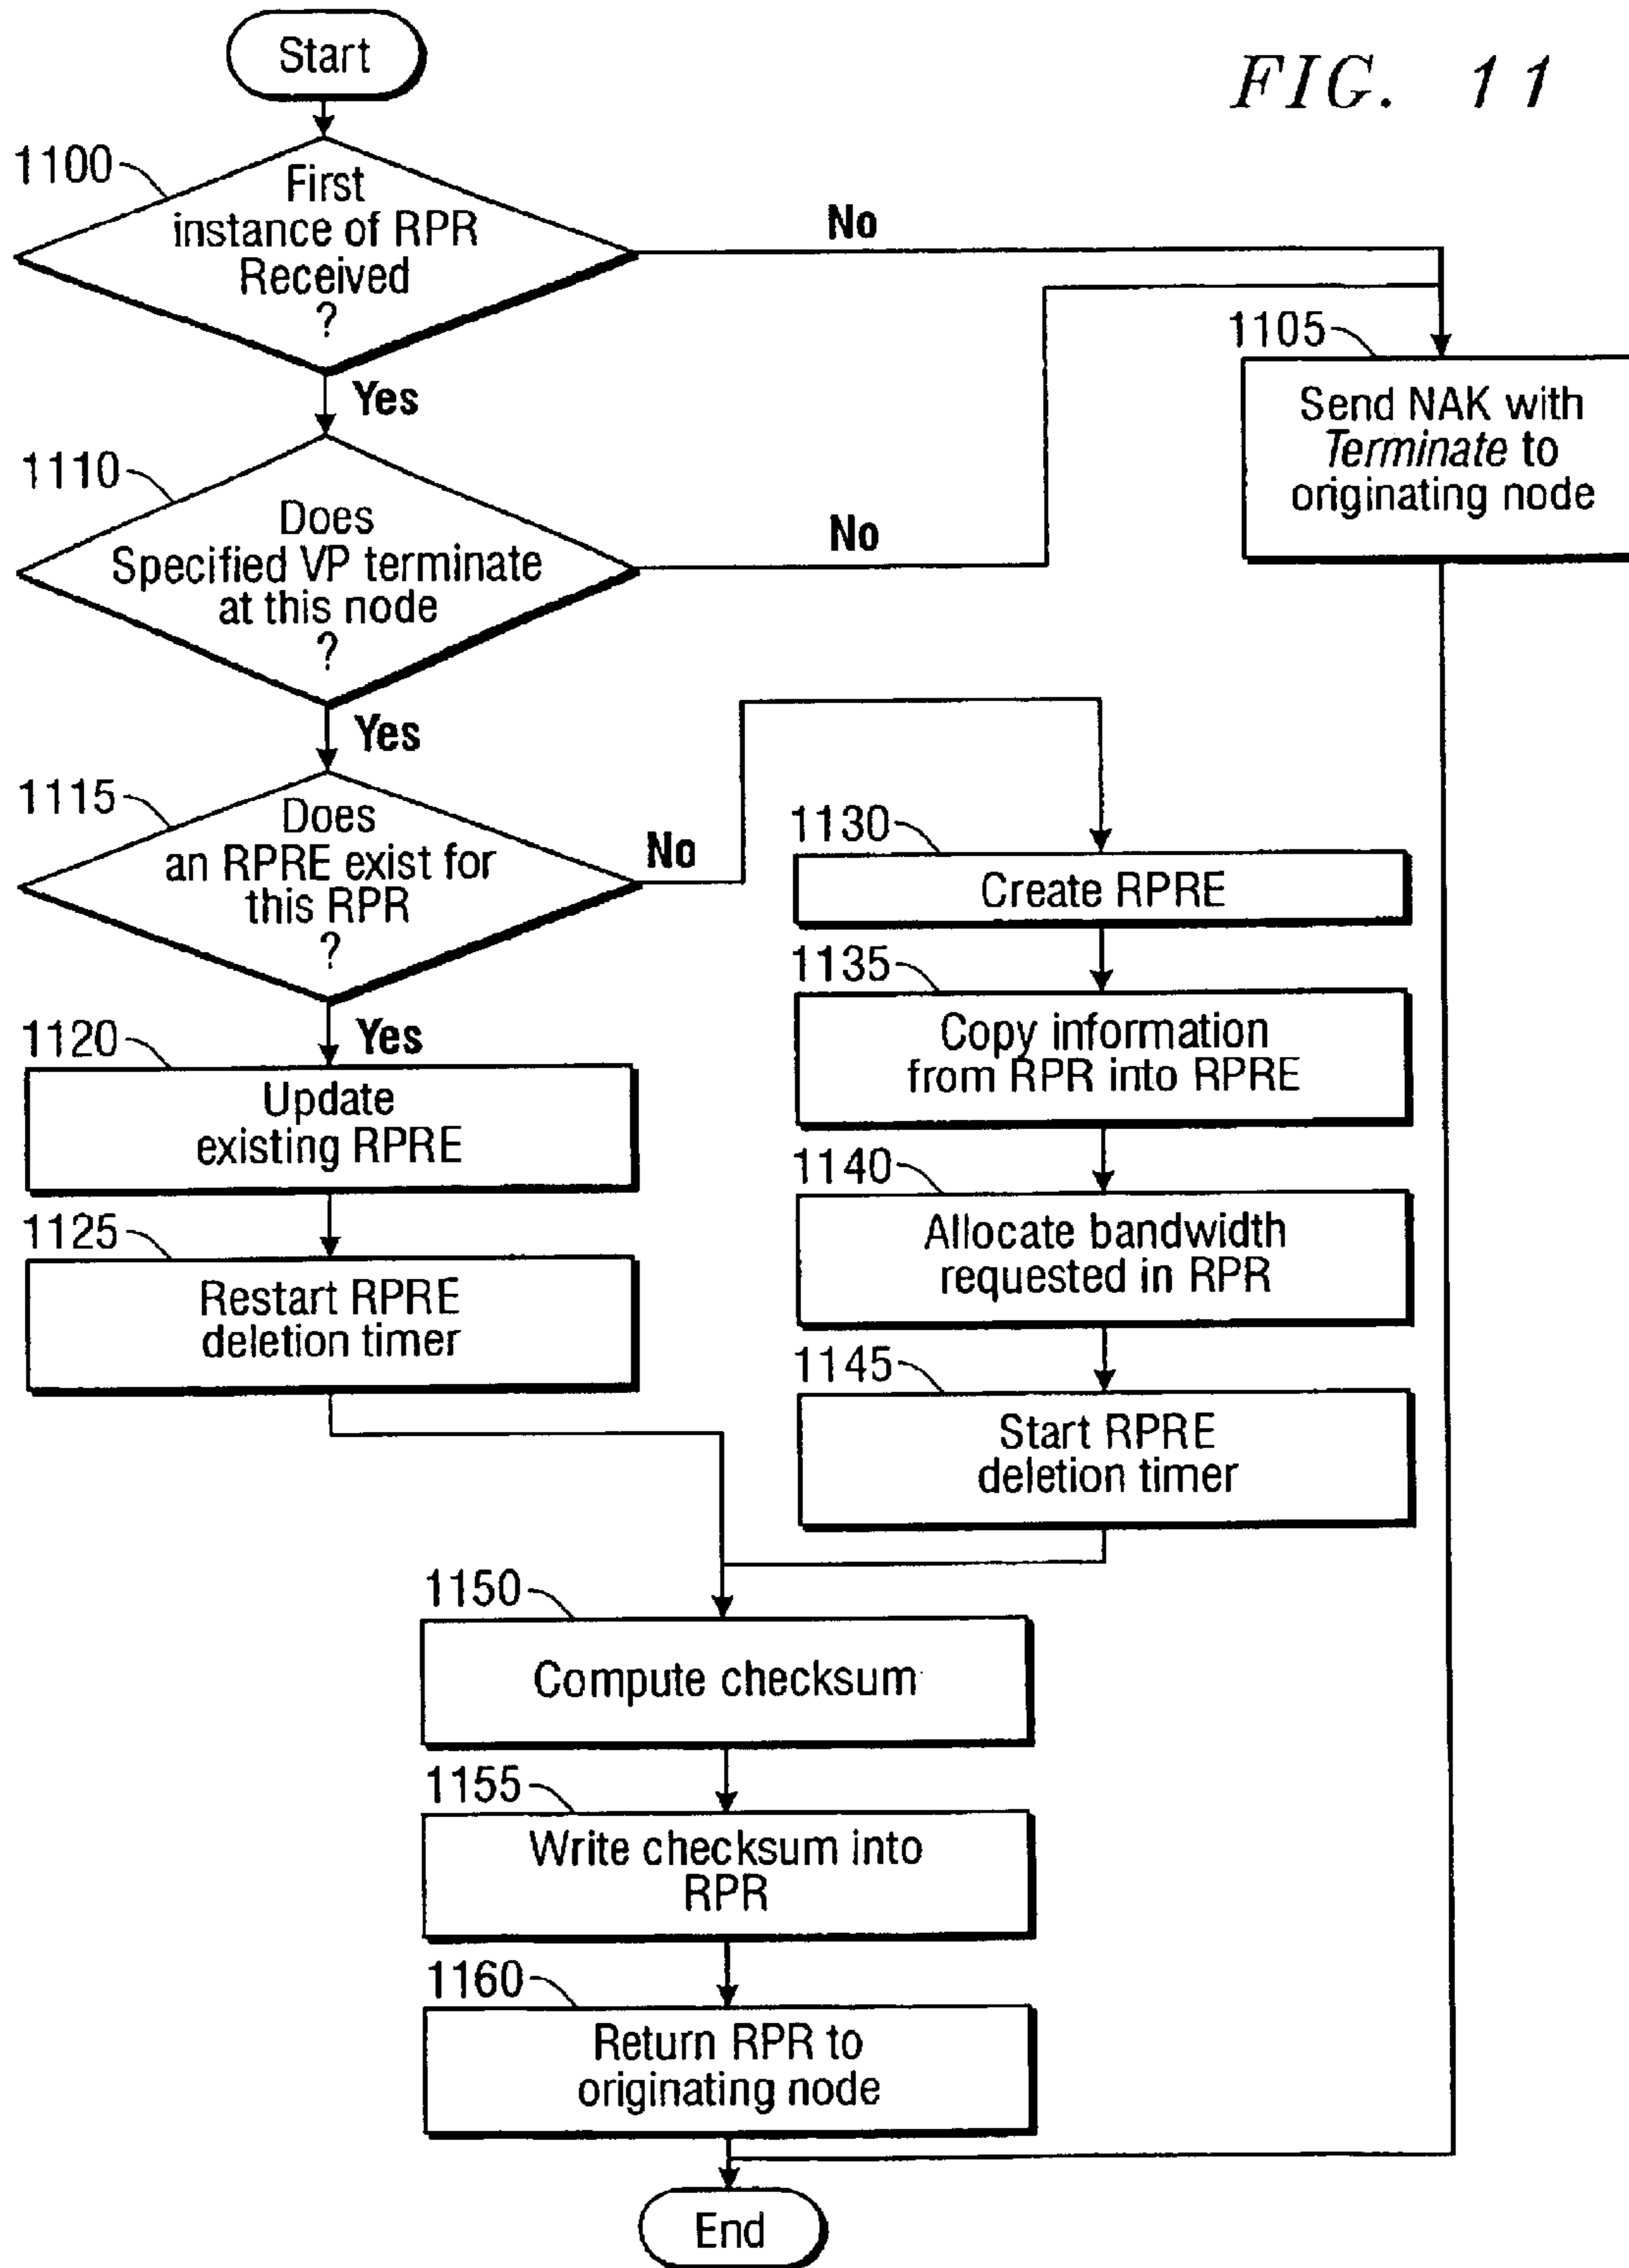 Start
FIG. 11
1100
First
instance of RPR
Received
?
No
Yes
1105
Send NAK with
Terminate to
originating node
1110
Does
Specified VP terminate
at this node
?
No
Yes
1115
Does
an RPRE exist for
this RPR
?
No
Yes
1130
Create RPRE
1135
Copy information
from RPR into RPRE
1120
Update
existing RPRE
1140
Allocate bandwidth
requested in RPR
1125
Restart RPRE
deletion timer
1145
Start RPRE
deletion timer
1150
Compute checksum
1155
Write checksum into
RPR
1160
Return RPR to
originating node
End